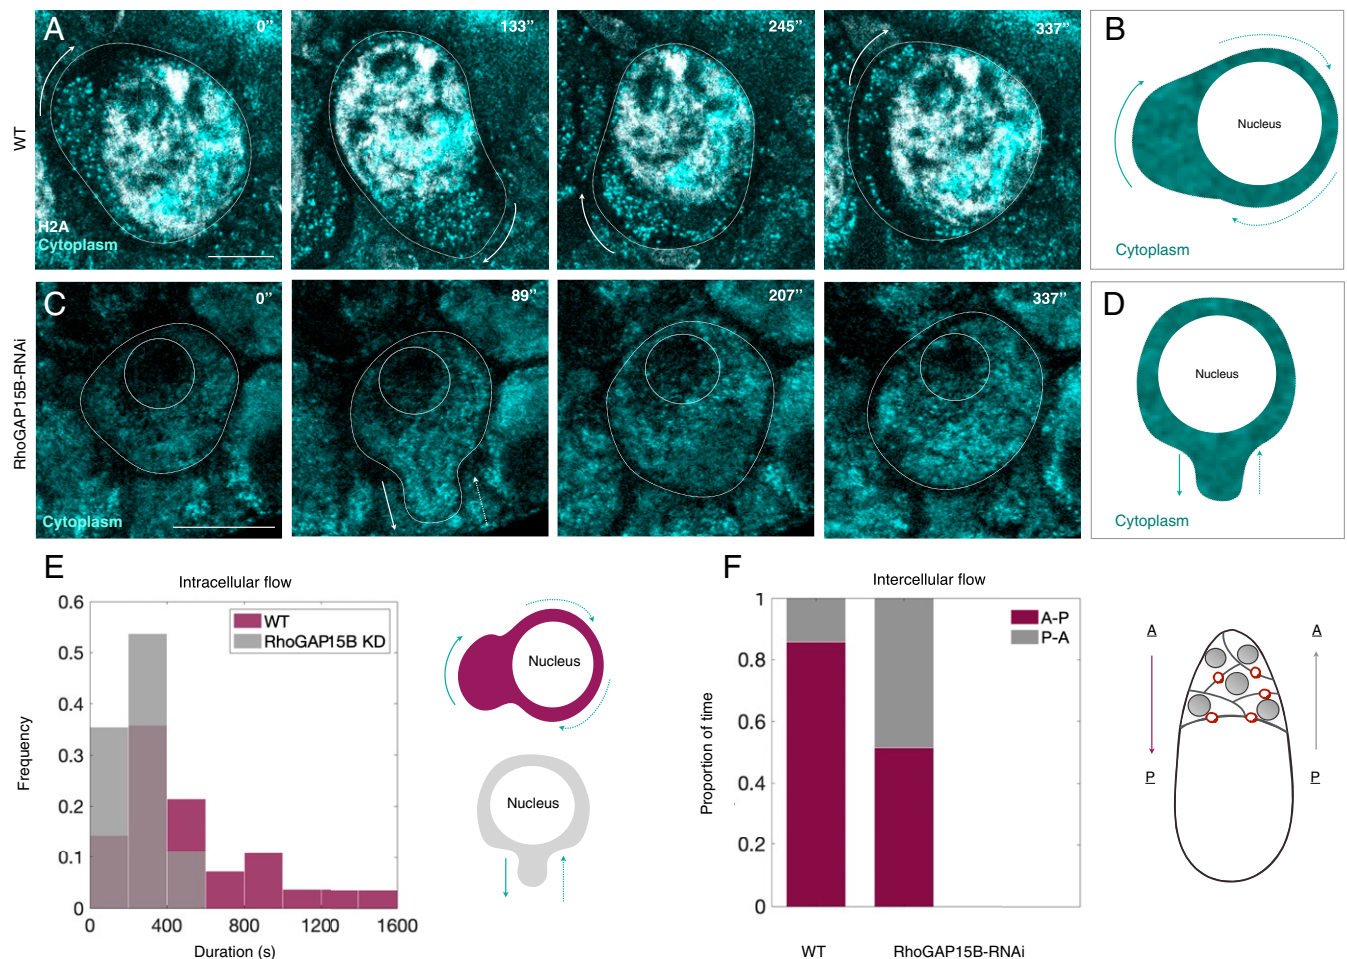 A
0”
133”
245”
337”
B
WT
H2A
Cytoplasm
Nucleus
Cytoplasm
C
0”
89”
207”
337”
D
RhoGAP15B-RNAi
Cytoplasm
Nucleus
Cytoplasm
E
Intracellular flow
0.6
0.5
0.4
0.3
0.2
0.1
0
Frequency
WT
RhoGAP15B KD
0 400 800 1200 1600
Duration (s)
Nucleus
Nucleus
F
Intercellular flow
1
0.8
0.6
0.4
0.2
0
Proportion of time
A-P
P-A
WT RhoGAP15B-RNAi
A A
P P